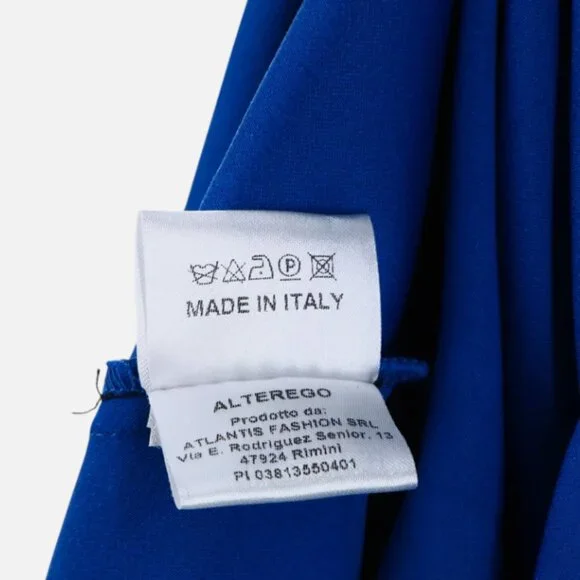 P
MADE IN ITALY
ALTEREGO
Prodotto da:
ATLANTIS FASHION SRL
Via E. Rodriguez Senior. 13
47924 Rimini
PI 03813550401